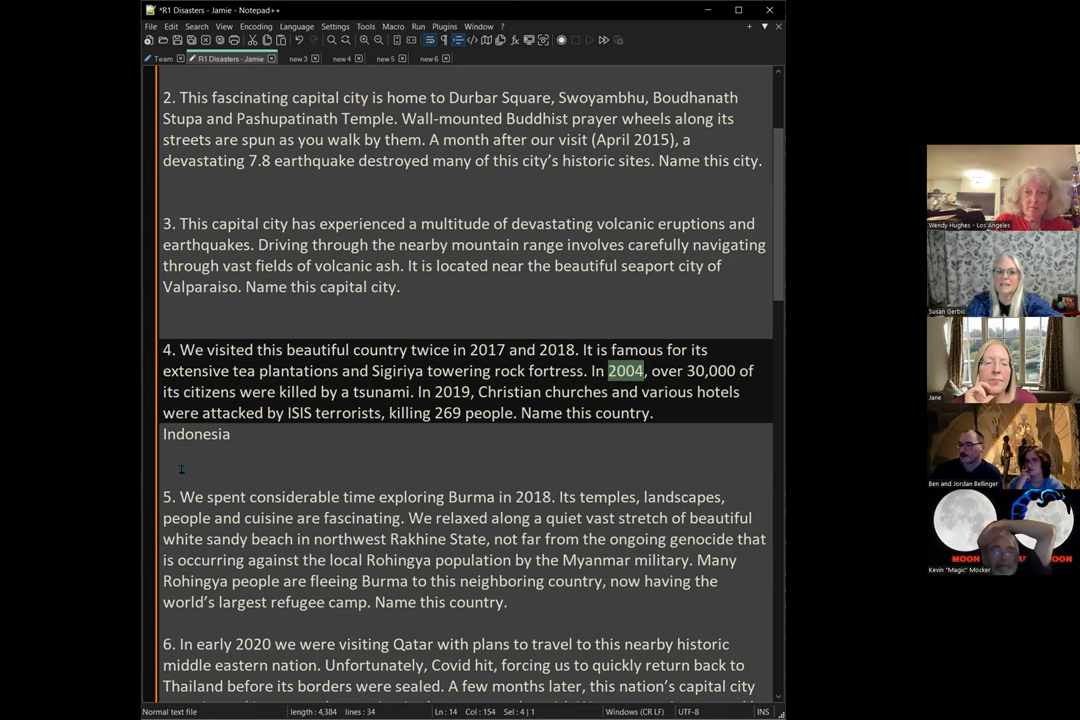 *R1 Disasters - Jamie - Notepad++
File Edit Search View Encoding Language Settings Tools Macro Run Plugins Window ?
Team R1 Disasters - Jamie new 3 new 4 new 5 new 6
2. This fascinating capital city is home to Durbar Square, Swoyambhu, Boudhanath
Stupa and Pashupatinath Temple. Wall-mounted Buddhist prayer wheels along its
streets are spun as you walk by them. A month after our visit (April 2015), a
devastating 7.8 earthquake destroyed many of this city's historic sites. Name this city.
3. This capital city has experienced a multitude of devastating volcanic eruptions and
earthquakes. Driving through the nearby mountain range involves carefully navigating
through vast fields of volcanic ash. It is located near the beautiful seaport city of
Valparaiso. Name this capital city.
4. We visited this beautiful country twice in 2017 and 2018. It is famous for its
extensive tea plantations and Sigiriya towering rock fortress. In 2004, over 30,000 of
its citizens were killed by a tsunami. In 2019, Christian churches and various hotels
were attacked by ISIS terrorists, killing 269 people. Name this country.
Indonesia
5. We spent considerable time exploring Burma in 2018. Its temples, landscapes,
people and cuisine are fascinating. We relaxed along a quiet vast stretch of beautiful
white sandy beach in northwest Rakhine State, not far from the ongoing genocide that
is occurring against the local Rohingya population by the Myanmar military. Many
Rohingya people are fleeing Burma to this neighboring country, now having the
world's largest refugee camp. Name this country.
6. In early 2020 we were visiting Qatar with plans to travel to this nearby historic
middle eastern nation. Unfortunately, Covid hit, forcing us to quickly return back to
Thailand before its borders were sealed. A few months later, this nation's capital city
Normal text file length : 4,384 lines : 34 Ln : 14 Col : 154 Sel : 4 | 1 Windows (CR LF) UTF-8 INS
Wendy Hughes - Los Angeles
Susan Gerbic
Jane
Ben and Jordan Bellinger
MOON
Kevin "Magic" Mocker